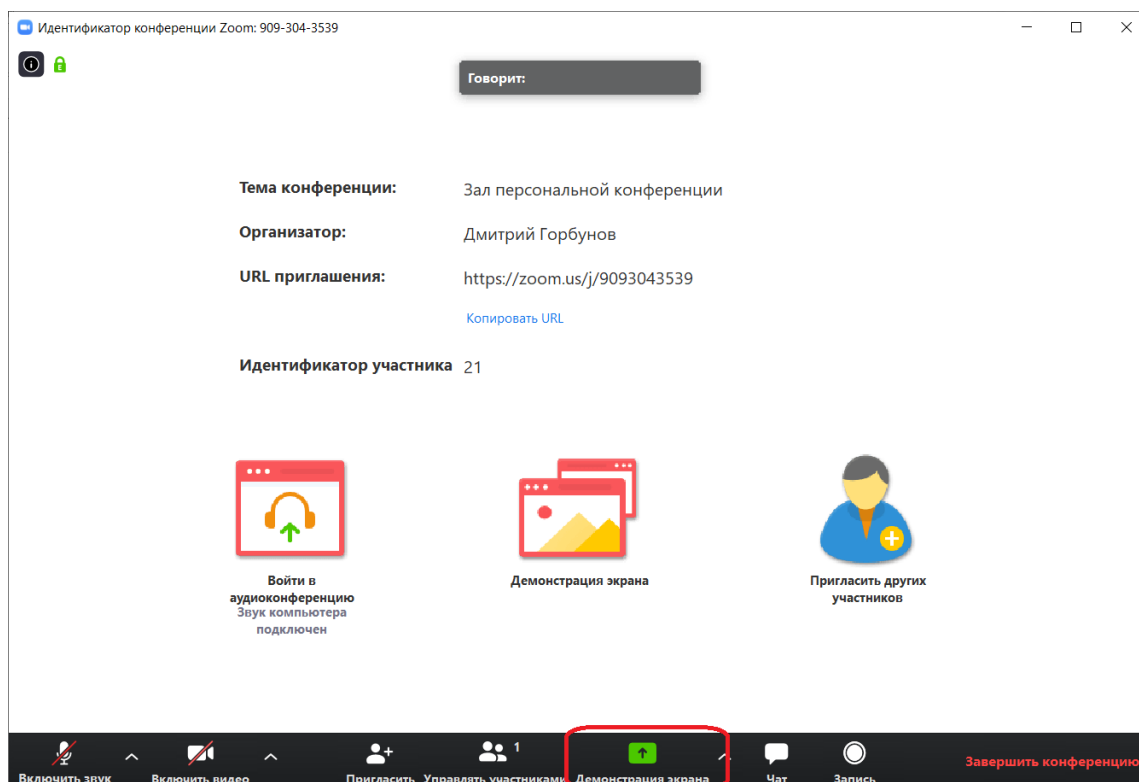 Идентификатор конференции Zoom: 909-304-3539
Говорит:
Тема конференции: Зал персональной конференции
Организатор: Дмитрий Горбунов
URL приглашения: https://zoom.us/j/9093043539
Копировать URL
Идентификатор участника 21
Войти в
аудиоконференцию
Звук компьютера
подключен
Демонстрация экрана
Пригласить других
участников
1
Включить звук Включить видео Пригласить Управлять участниками Демонстрация экрана Чат Запись Завершить конференцию